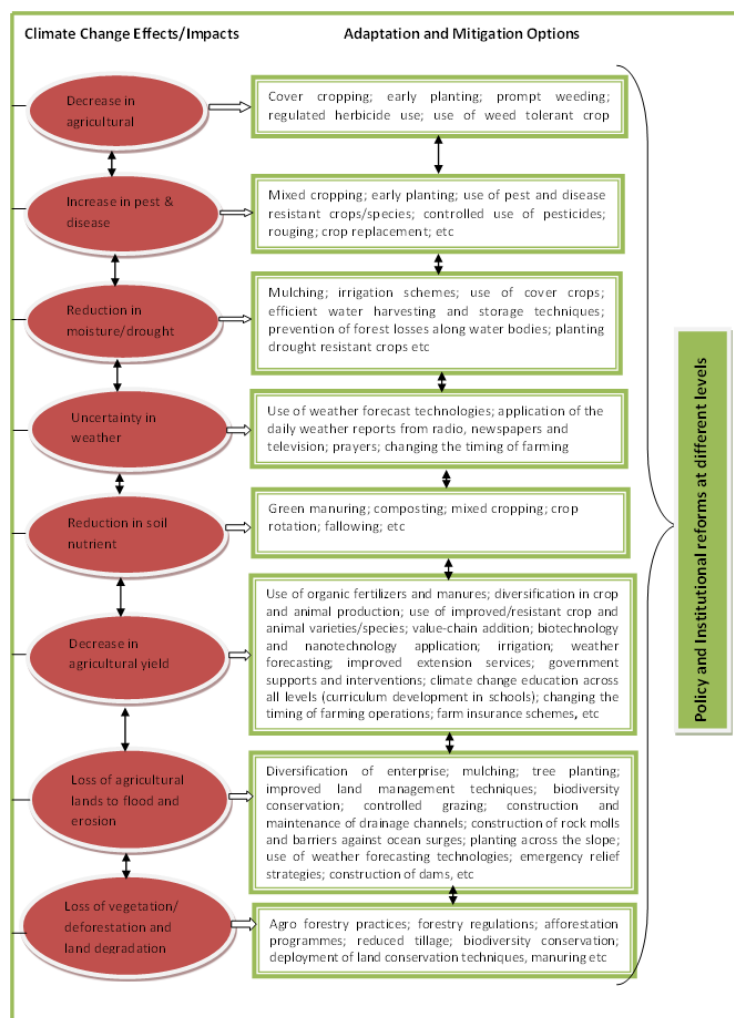 Climate Change Effects/Impacts
Adaptation and Mitigation Options
Decrease in
agricultural
Cover cropping; early planting; prompt weeding;
regulated herbicide use; use of weed tolerant crop
Increase in pest &
disease
Mixed cropping; early planting; use of pest and disease
resistant crops/species; controlled use of pesticides;
rouging; crop replacement; etc
Reduction in
moisture/drought
Mulching; irrigation schemes; use of cover crops;
efficient water harvesting and storage techniques;
prevention of forest losses along water bodies; planting
drought resistant crops etc
Uncertainty in
weather
Use of weather forecast technologies; application of the
daily weather reports from radio, newspapers and
television; prayers; changing the timing of farming
Reduction in soil
nutrient
Green manuring; composting; mixed cropping; crop
rotation; fallowing; etc
Decrease in
agricultural yield
Use of organic fertilizers and manures; diversification in crop
and animal production; use of improved/resistant crop and
animal varieties/species; value-chain addition; biotechnology
and nanotechnology application; irrigation; weather
forecasting; improved extension services; government
supports and interventions; climate change education across
all levels (curriculum development in schools); changing the
timing of farming operations; farm insurance schemes, etc
Loss of agricultural
lands to flood and
erosion
Diversification of enterprise; mulching; tree planting;
improved land management techniques; biodiversity
conservation; controlled grazing; construction and
maintenance of drainage channels; construction of rock molls
and barriers against ocean surges; planting across the slope;
use of weather forecasting technologies; emergency relief
strategies; construction of dams, etc
Loss of vegetation/
deforestation and
land degradation
Agro forestry practices; forestry regulations; afforestation
programmes; reduced tillage; biodiversity conservation;
deployment of land conservation techniques, manuring etc
Policy and Institutional reforms at different levels